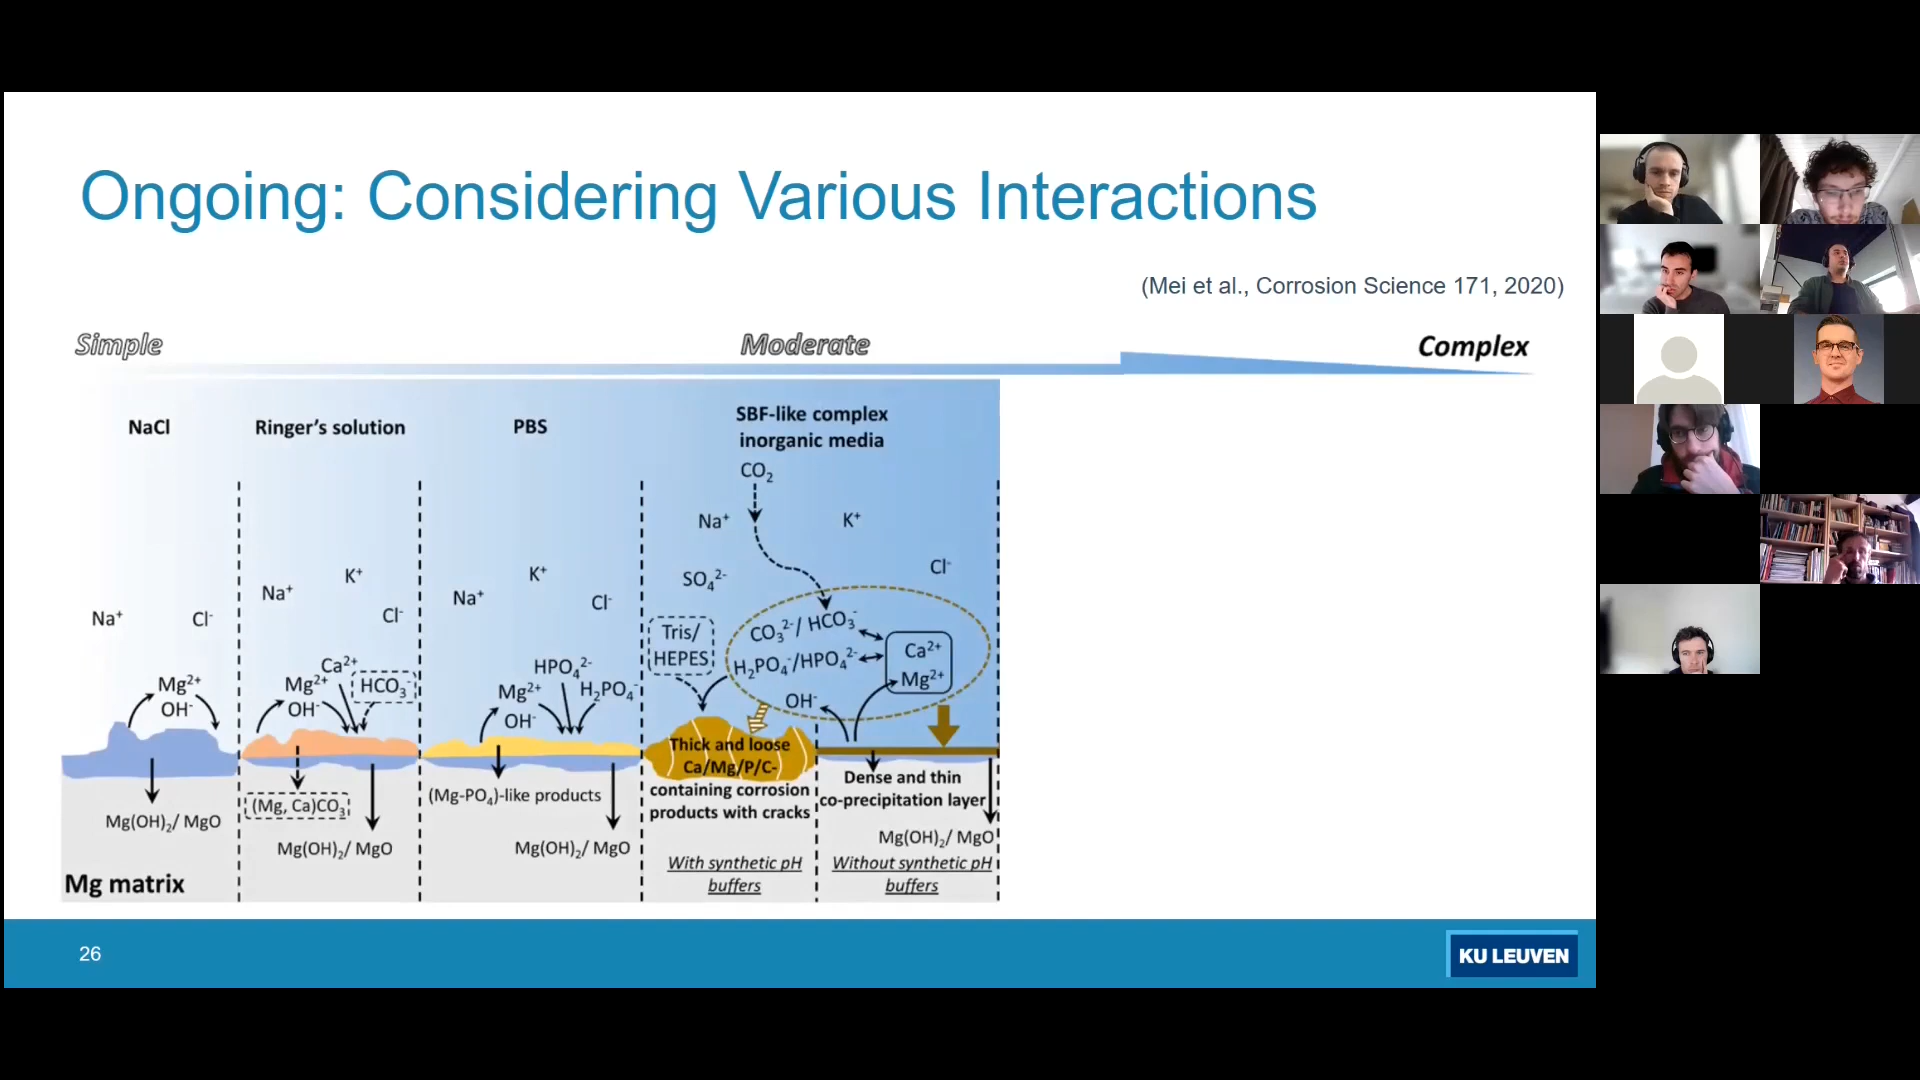 Ongoing: Considering Various Interactions
(Mei et al., Corrosion Science 171, 2020)
Simple
Moderate
Complex
NaCl
Na⁺
Cl⁻
Mg²⁺
OH⁻
Mg(OH)₂/ MgO
Mg matrix
Ringer's solution
Na⁺
K⁺
Cl⁻
Ca²⁺
Mg²⁺
OH⁻
HCO₃⁻
(Mg, Ca)CO₃
Mg(OH)₂/ MgO
PBS
Na⁺
K⁺
Cl⁻
HPO₄²⁻
Mg²⁺
H₂PO₄⁻
OH⁻
(Mg-PO₄)-like products
Mg(OH)₂/ MgO
SBF-like complex
inorganic media
CO₂
Na⁺
K⁺
SO₄²⁻
Cl⁻
Tris/
HEPES
CO₃²⁻/ HCO₃⁻
H₂PO₄⁻/HPO₄²⁻
Ca²⁺
Mg²⁺
OH⁻
Thick and loose
Ca/Mg/P/C-
containing corrosion
products with cracks
With synthetic pH
buffers
Dense and thin
co-precipitation layer
Mg(OH)₂/ MgO
Without synthetic pH
buffers
26
KU LEUVEN